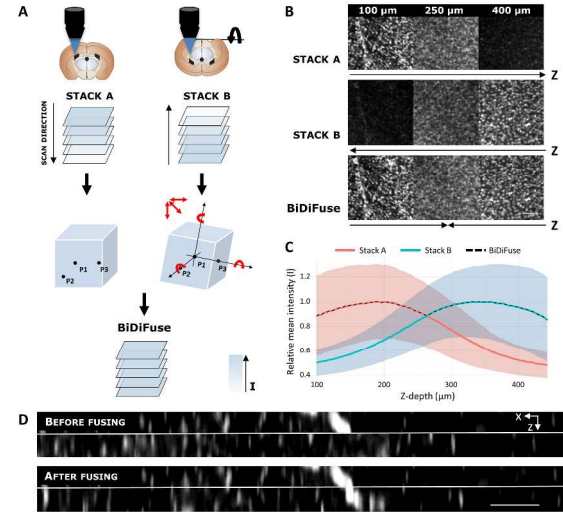 A
STACK A
STACK B
SCAN DIRECTION
P1
P3
P2
P1
P2
P3
BiDiFuse
I
B
100 µm 250 µm 400 µm
STACK A
Z
STACK B
Z
BiDiFuse
Z
C
Stack A Stack B BiDiFuse
Relative mean intensity (I)
1.2
1.0
0.8
0.6
0.4
100 200 300 400
Z-depth (µm)
D
BEFORE FUSING
X
Z
AFTER FUSING